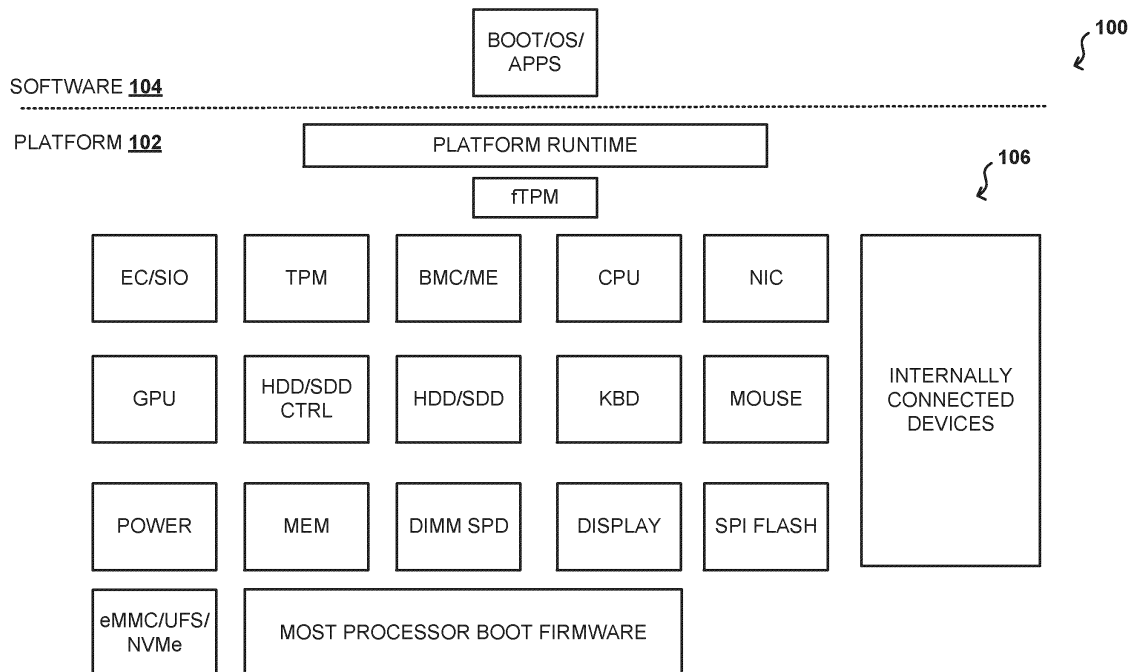 BOOT/OS/
APPS
100
SOFTWARE 104
PLATFORM 102
PLATFORM RUNTIME
106
fTPM
EC/SIO
TPM
BMC/ME
CPU
NIC
GPU
HDD/SDD
CTRL
HDD/SDD
KBD
MOUSE
INTERNALLY
CONNECTED
DEVICES
POWER
MEM
DIMM SPD
DISPLAY
SPI FLASH
eMMC/UFS/
NVMe
MOST PROCESSOR BOOT FIRMWARE